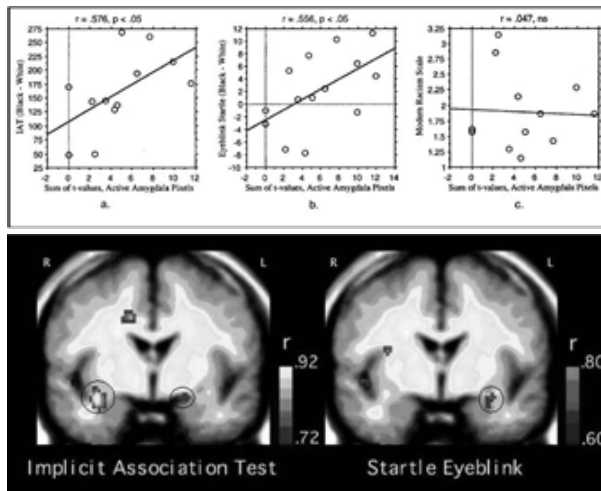 r = .576, p < .05
r = .556, p < .05
r = .047, ns
IAT (Black - White)
275
250
225
200
175
150
125
100
75
50
25
-2 0 2 4 6 8 10 12
Sum of t-values, Active Amygdala Pixels
a.
Eyeblink Startle (Black - White)
12
10
8
6
4
2
0
-2
-4
-6
-8
-10
-2 0 2 4 6 8 10 12 14
Sum of t-values, Active Amygdala Pixels
b.
Modern Racism Scale
3.25
3
2.75
2.5
2.25
2
1.75
1.5
1.25
1
-2 0 2 4 6 8 10 12
Sum of t-values, Active Amygdala Pixels
c.
R L R L
r r
.92 .80
.72 .60
Implicit Association Test Startle Eyeblink